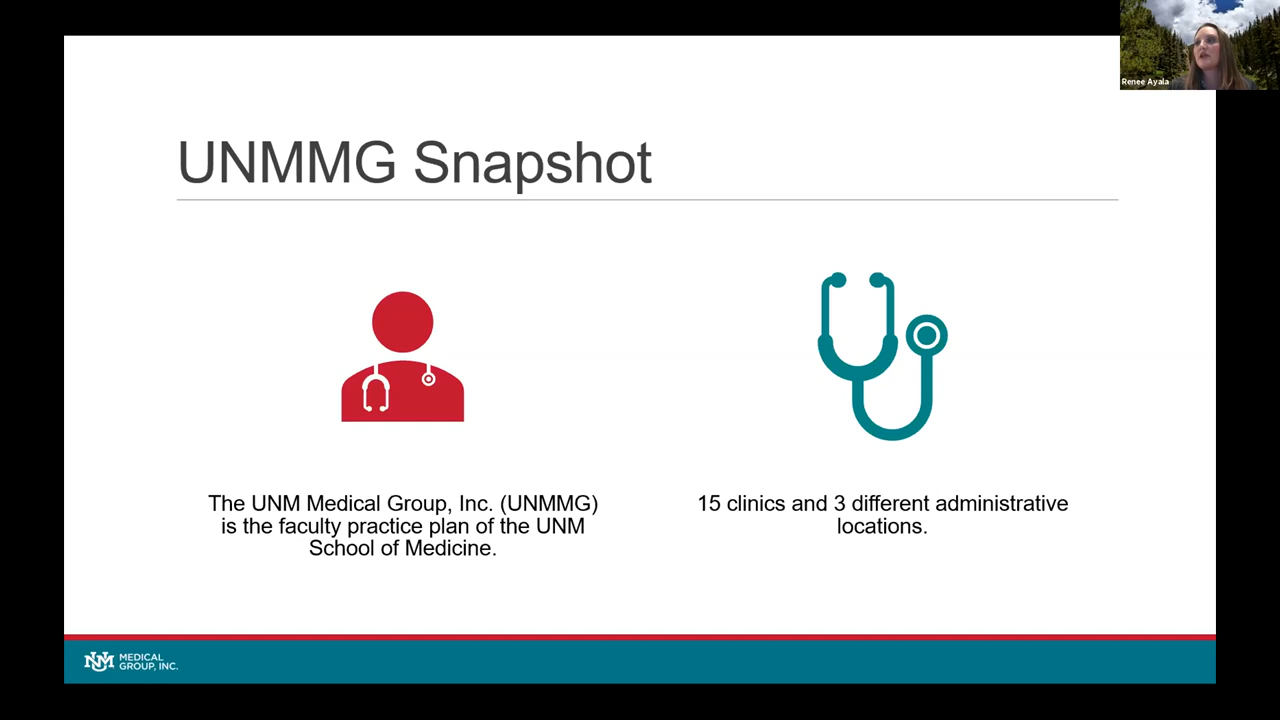 Renee Ayala
UNMMG Snapshot
The UNM Medical Group, Inc. (UNMMG)
is the faculty practice plan of the UNM
School of Medicine.
15 clinics and 3 different administrative
locations.
UNM MEDICAL
GROUP, INC.